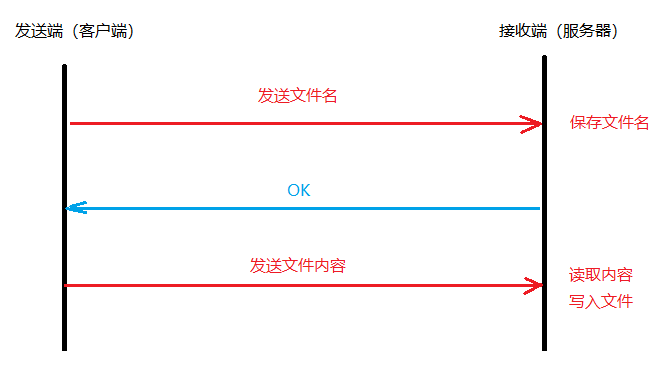 发送端（客户端）
接收端（服务器）
发送文件名
保存文件名
OK
发送文件内容
读取内容
写入文件